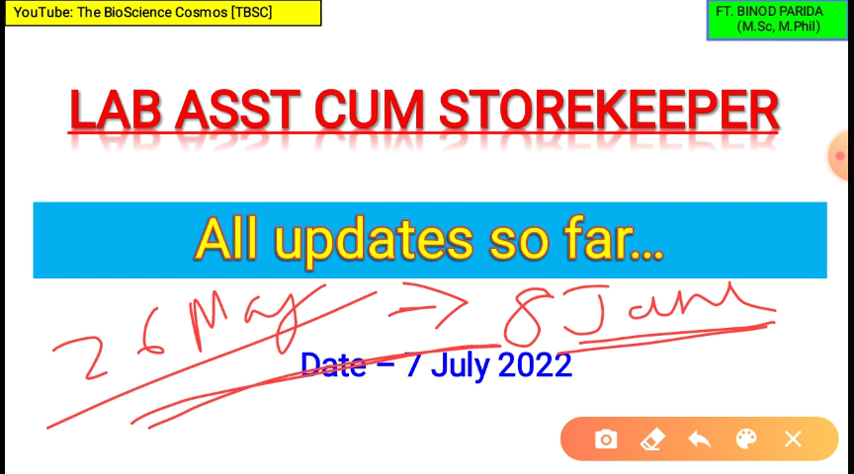 YouTube: The BioScience Cosmos [TBSC]
FT. BINOD PARIDA
(M.Sc, M.Phil)
LAB ASST CUM STOREKEEPER
All updates so far...
26 May → 8
Date – 7 July 2022